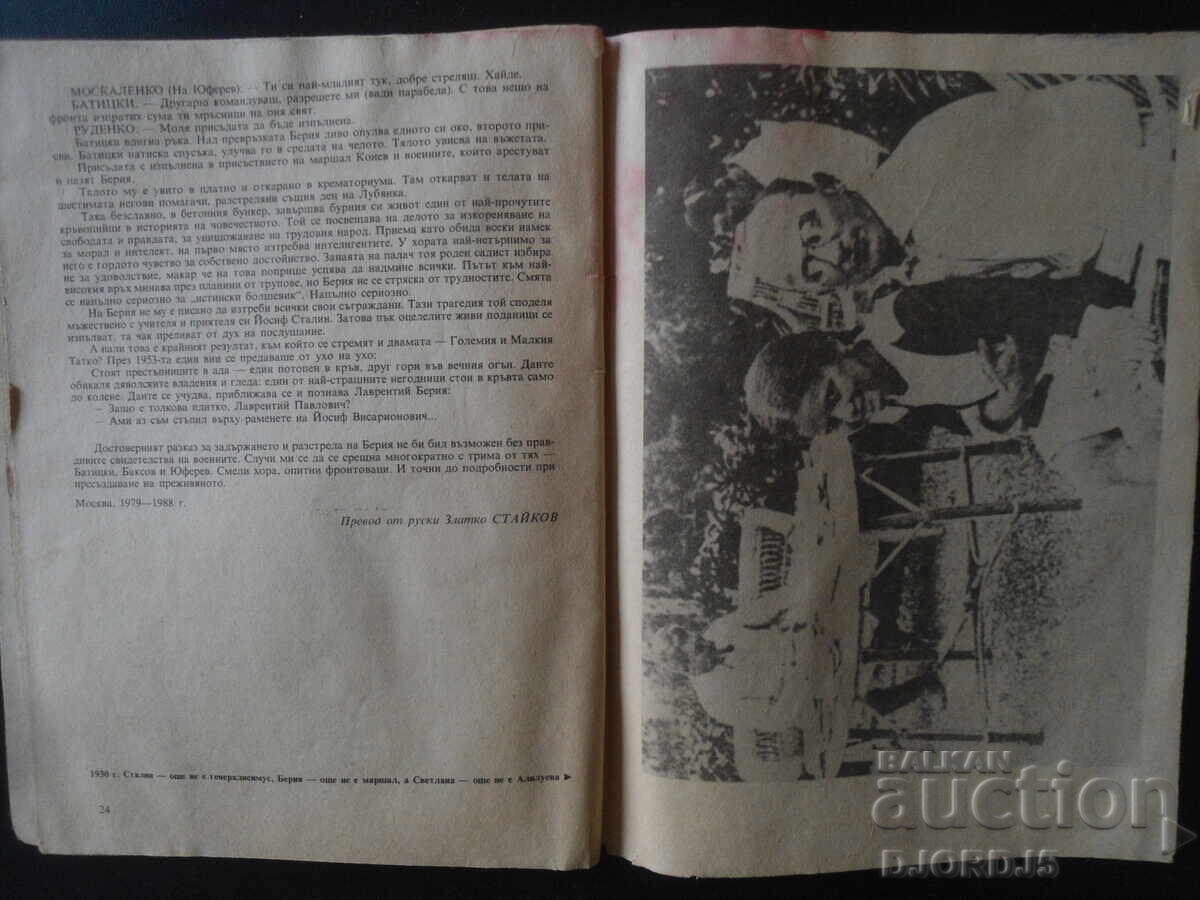 МОСКАЛЕНКО (На Юферев). — Ти си най-младият тук, добре стреляш. Хайде.
БАТИЦКИ. — Другарю командуващ, разрешете ми (вади парабела). С това нещо на
фронта изпратих сума ти мръсници на оня свят.
РУДЕНКО. — Моля присъдата да бъде изпълнена.
Батицки вдигна ръка. Над превръзката Берия диво опулва едното си око, второто при-
сви. Батицки натиска спусъка, улучва го в средата на челото. Тялото увисва на въжетата.
Присъдата е изпълнена в присъствието на маршал Конев и военните, които арестуват
и пазят Берия.
Тялото му е увито в платно и откарано в крематориума. Там откарват и телата на
шестимата негови помагачи, разстреляни същия ден на Лубянка.
Така безславно, в бетонния бункер, завършва бурния си живот един от най-прочутите
кръвопийци в историята на човечеството. Той се посвещава на делото за изкореняване на
свободата и правдата, за унищожаване на трудовия народ. Приема като обида всеки намек
за морал и интелект, на първо място изтребва интелигентите. У хората най-нетърпимо за
него е гордото чувство за собствено достойнство. Занаята на палач тоя роден садист избира
не за удоволствие, макар че на това поприще успява да надмине всички. Пътят към най-
високия връх минава през планини от трупове, но Берия не се стряска от трудностите. Смята
се напълно сериозно за „истински болшевик". Напълно сериозно.
На Берия не му е писано да изтреби всички свои съграждани. Тази трагедия той споделя
мъжествено с учителя и приятеля си Йосиф Сталин. Затова пък оцелелите живи поданици се
изпълват, та чак преливат от дух на послушание.
А нали това е крайният резултат, към който се стремят и двамата — Големия и Малкия
Татко? През 1953-та един виц се предаваше от ухо на ухо:
Стоят престъпниците в ада — един потопен в кръв, друг гори във вечния огън. Данте
обикаля дяволските владения и гледа: един от най-страшните негодници стои в кръвта само
до колене. Данте се учудва, приближава се и познава Лаврентий Берия:
— Защо е толкова плитко, Лаврентий Павлович?
— Ами аз съм стъпил върху раменете на Йосиф Висарионович...
Достоверният разказ за задържането и разстрела на Берия не би бил възможен без прав-
дивите свидетелства на военните. Случи ми се да се срещна многократно с трима от тях —
Батицки, Баксов и Юферев. Смели хора, опитни фронтоваци. И точни до подробности при
пресъздаване на преживяното.
Москва, 1979—1988 г.
Превод от руски Златко СТАЙКОВ
1930 г. Сталин — още не е генералисимус, Берия — още не е маршал, а Светлана — още не е Алилуева ►
24
BALKAN
auction
DJORDJ5